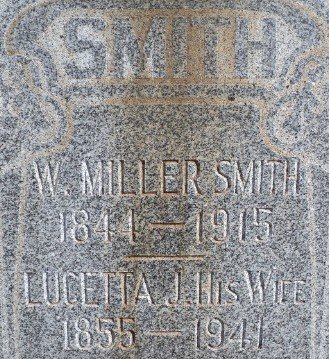 SMITH
W. MILLER SMITH
1844 — 1915
LUCETTA J. HIS WIFE
1855 — 1941